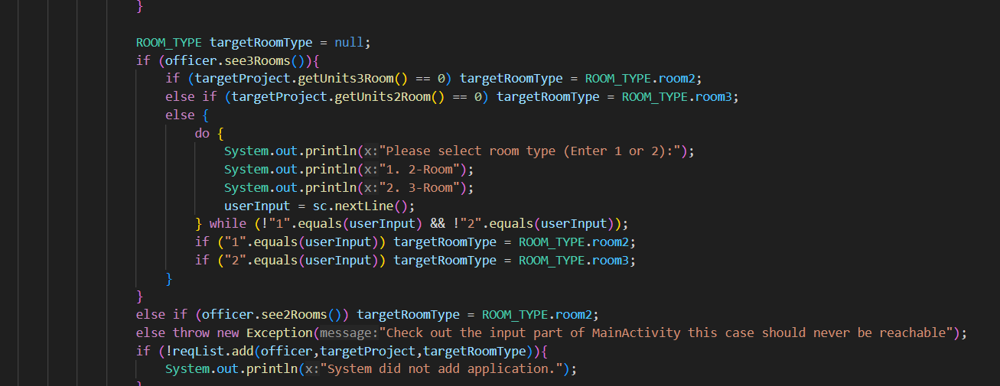 }
ROOM_TYPE targetRoomType = null;
if (officer.see3Rooms()){
if (targetProject.getUnits3Room() == 0) targetRoomType = ROOM_TYPE.room2;
else if (targetProject.getUnits2Room() == 0) targetRoomType = ROOM_TYPE.room3;
else {
do {
System.out.println(x:"Please select room type (Enter 1 or 2):");
System.out.println(x:"1. 2-Room");
System.out.println(x:"2. 3-Room");
userInput = sc.nextLine();
} while (!"1".equals(userInput) && !"2".equals(userInput));
if ("1".equals(userInput)) targetRoomType = ROOM_TYPE.room2;
if ("2".equals(userInput)) targetRoomType = ROOM_TYPE.room3;
}
}
else if (officer.see2Rooms()) targetRoomType = ROOM_TYPE.room2;
else throw new Exception(message:"Check out the input part of MainActivity this case should never be reachable");
if (!reqList.add(officer,targetProject,targetRoomType)){
System.out.println(x:"System did not add application.");
}